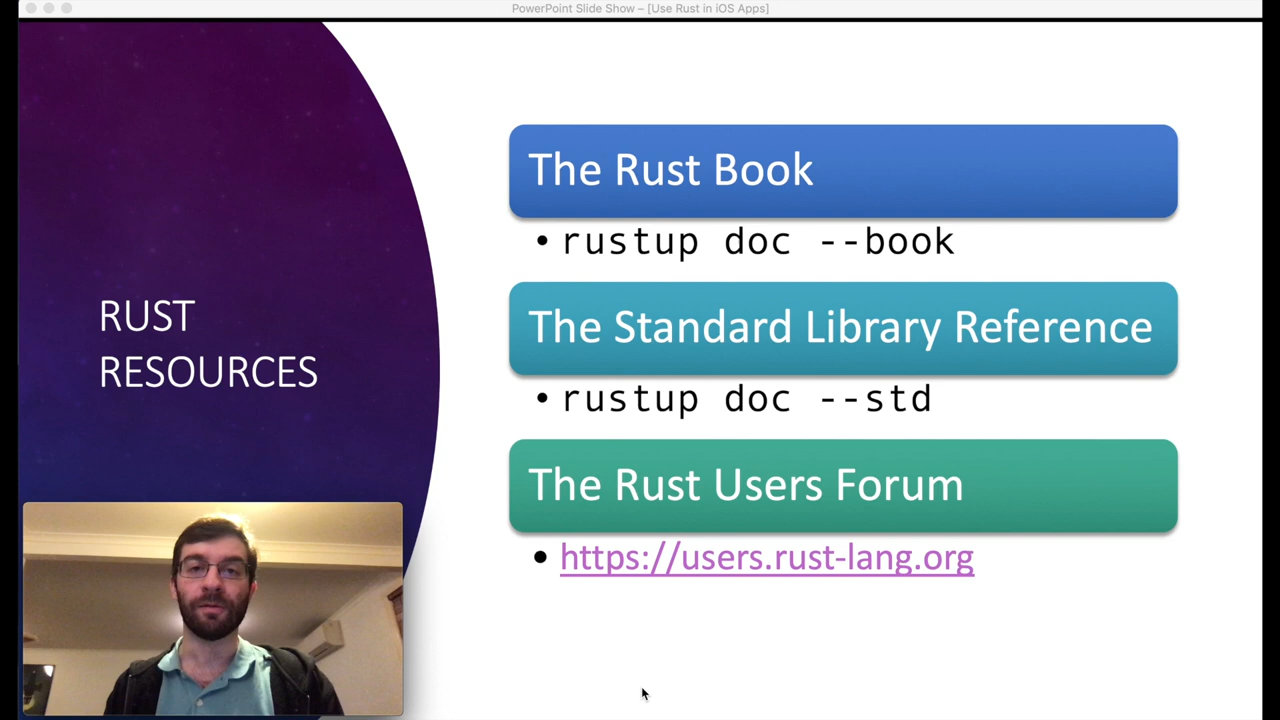 PowerPoint Slide Show – [Use Rust in iOS Apps]
RUST
RESOURCES
The Rust Book
• rustup doc --book
The Standard Library Reference
• rustup doc --std
The Rust Users Forum
• https://users.rust-lang.org